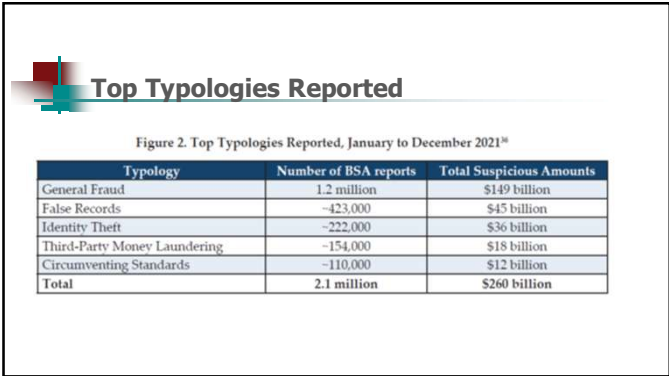 Top Typologies Reported
Figure 2. Top Typologies Reported, January to December 2021
Typology Number of BSA reports Total Suspicious Amounts
General Fraud 1.2 million $149 billion
False Records ~423,000 $45 billion
Identity Theft ~222,000 $36 billion
Third-Party Money Laundering ~154,000 $18 billion
Circumventing Standards ~110,000 $12 billion
Total 2.1 million $260 billion